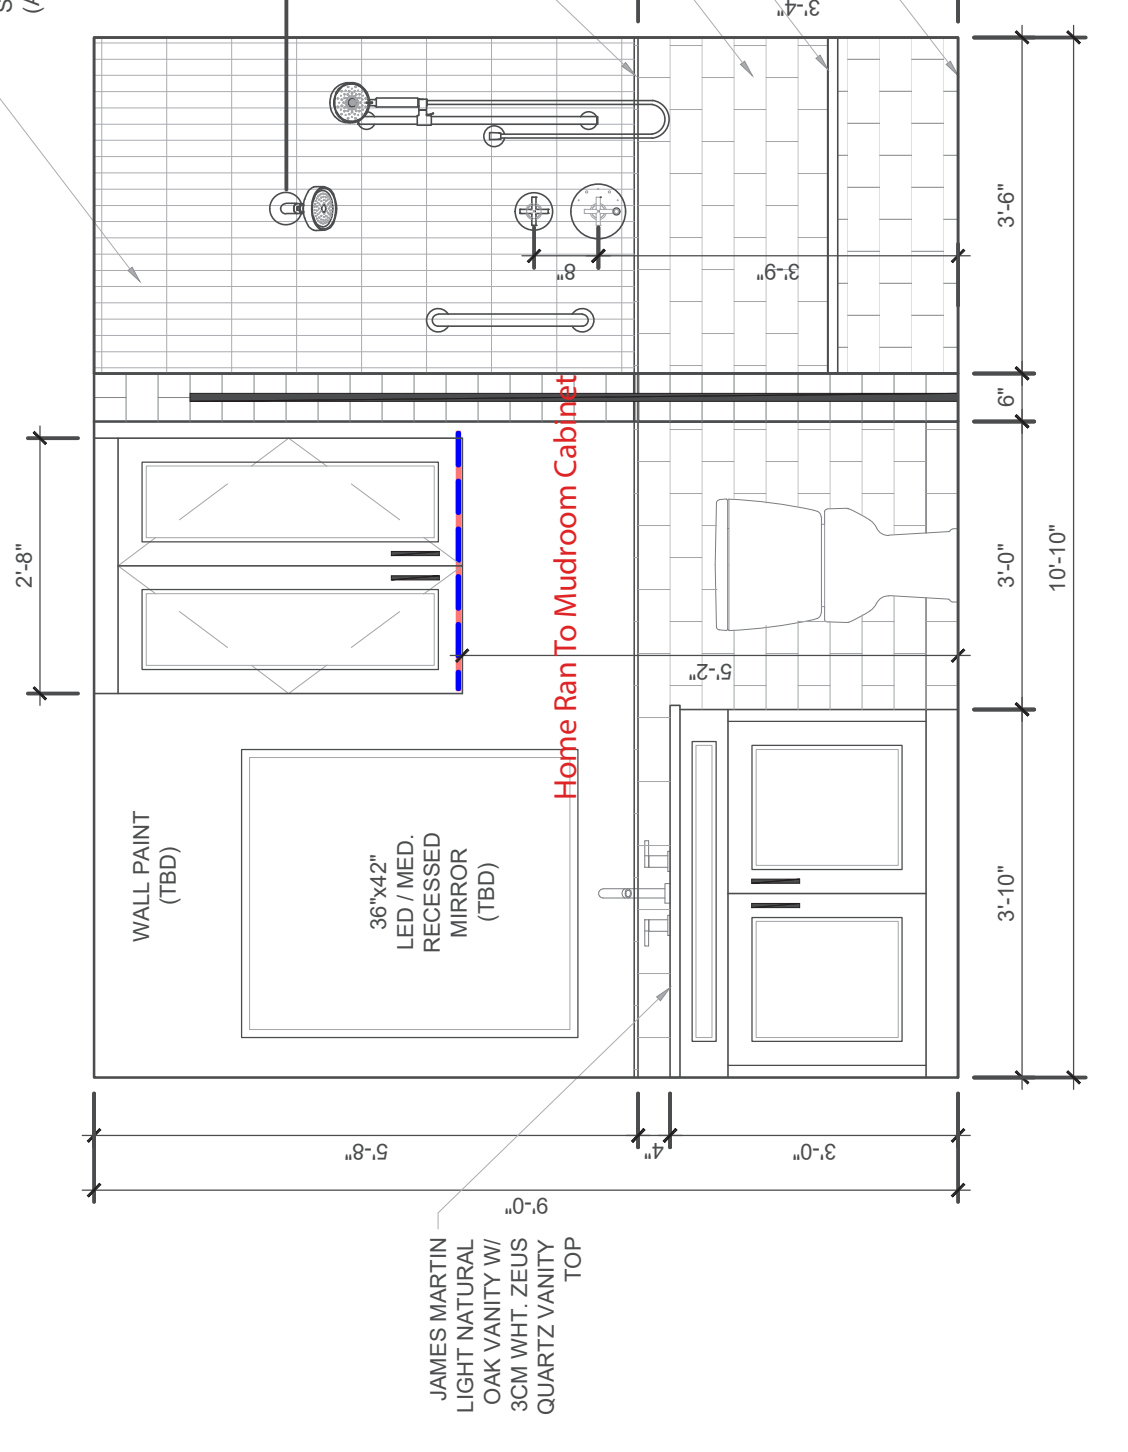 3'-4"
3'-6"
8"
3'-9"
6"
2'-8"
Home Ran To Mudroom Cabinet
3'-0"
10'-10"
5'-2"
WALL PAINT
(TBD)
36"x42"
LED / MED.
RECESSED
MIRROR
(TBD)
3'-10"
5'-8"
4"
3'-0"
9'-0"
JAMES MARTIN
LIGHT NATURAL
OAK VANITY W/
3CM WHT. ZEUS
QUARTZ VANITY
TOP